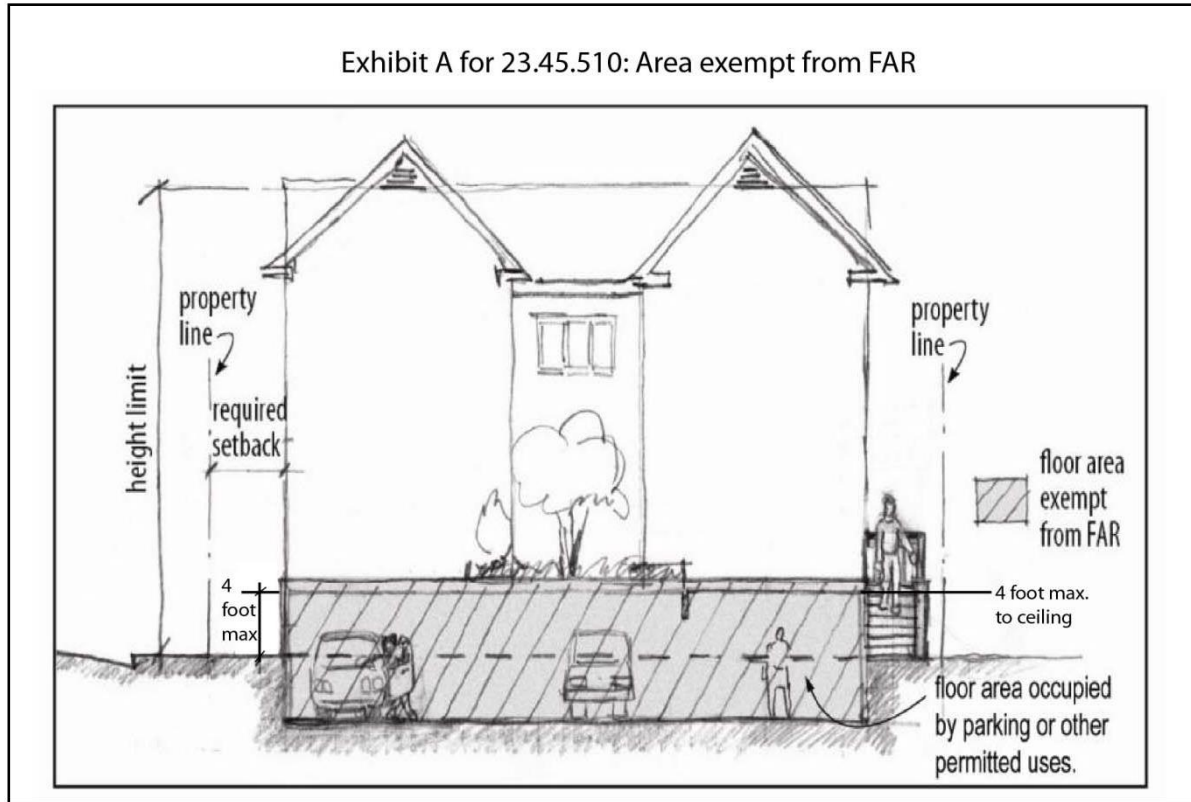 Exhibit A for 23.45.510: Area exempt from FAR
property
line
height limit
required
setback
4
foot
max
property
line
floor area
exempt
from FAR
4 foot max.
to ceiling
floor area occupied
by parking or other
permitted uses.